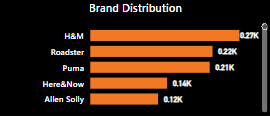 Brand Distribution
H&M 0.27K
Roadster 0.22K
Puma 0.21K
Here&Now 0.14K
Allen Solly 0.12K